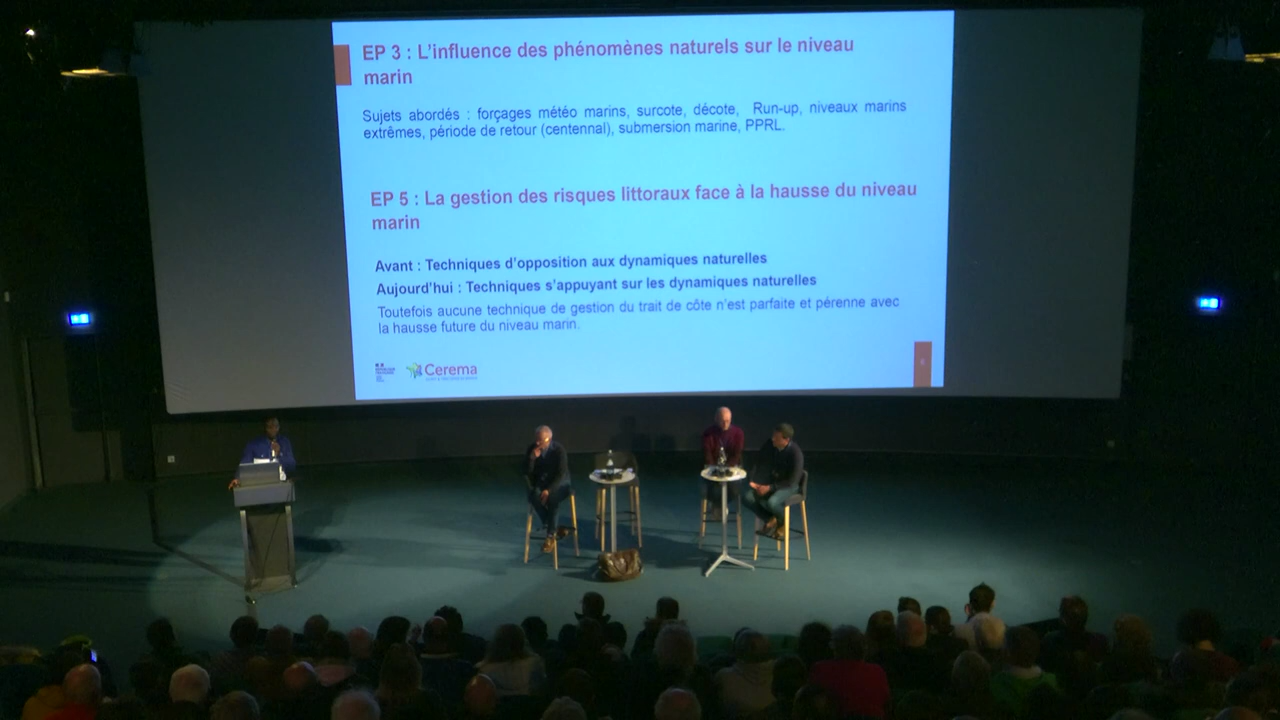 EP 3 : L'influence des phénomènes naturels sur le niveau
marin
Sujets abordés : forçages météo marins, surcote, décote, Run-up, niveaux marins
extrêmes, période de retour (centennal), submersion marine, PPRL.
EP 5 : La gestion des risques littoraux face à la hausse du niveau
marin
Avant : Techniques d'opposition aux dynamiques naturelles
Aujourd'hui : Techniques s'appuyant sur les dynamiques naturelles
Toutefois aucune technique de gestion du trait de côte n'est parfaite et pérenne avec
la hausse future du niveau marin.
Cerema